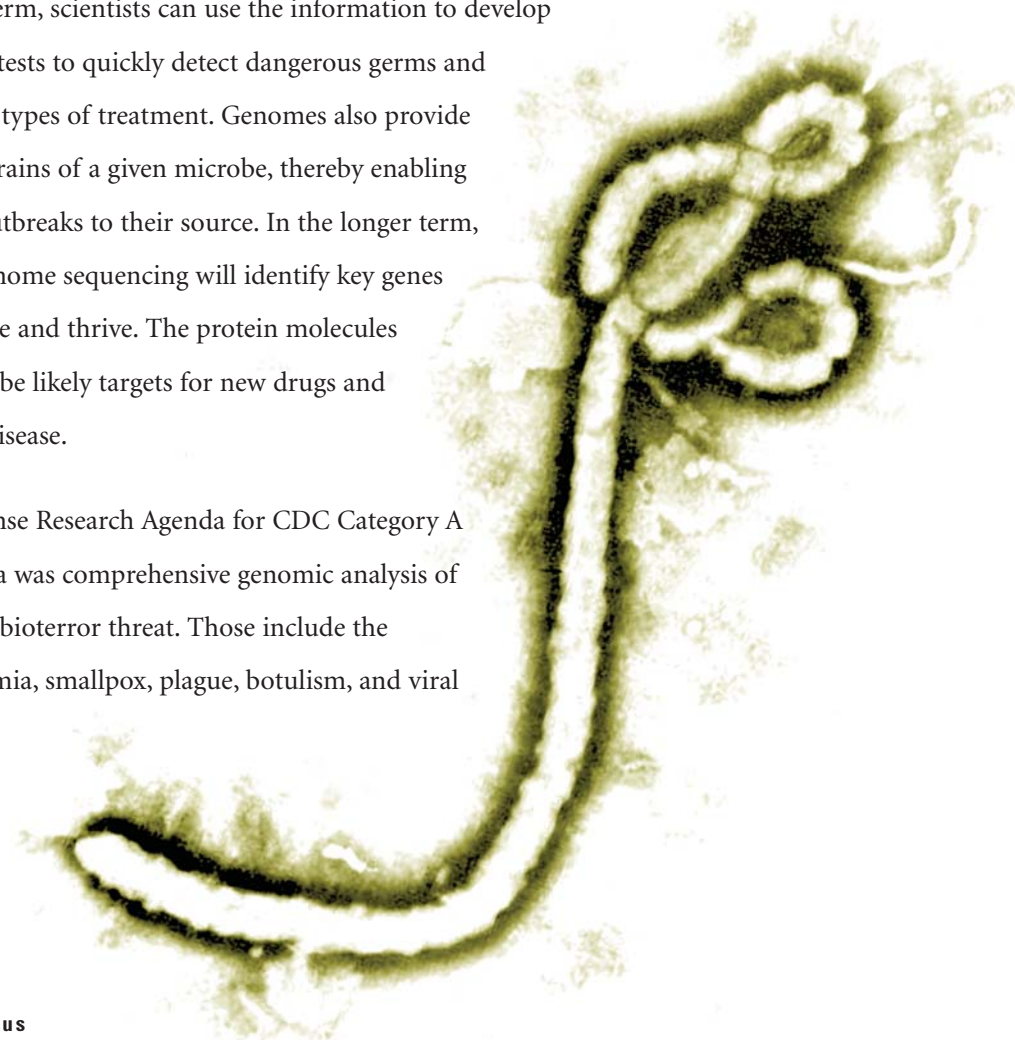 erm, scientists can use the information to develop
tests to quickly detect dangerous germs and
types of treatment. Genomes also provide
rains of a given microbe, thereby enabling
tbreaks to their source. In the longer term,
nome sequencing will identify key genes
e and thrive. The protein molecules
be likely targets for new drugs and
isease.
nse Research Agenda for CDC Category A
a was comprehensive genomic analysis of
bioterror threat. Those include the
mia, smallpox, plague, botulism, and viral
us